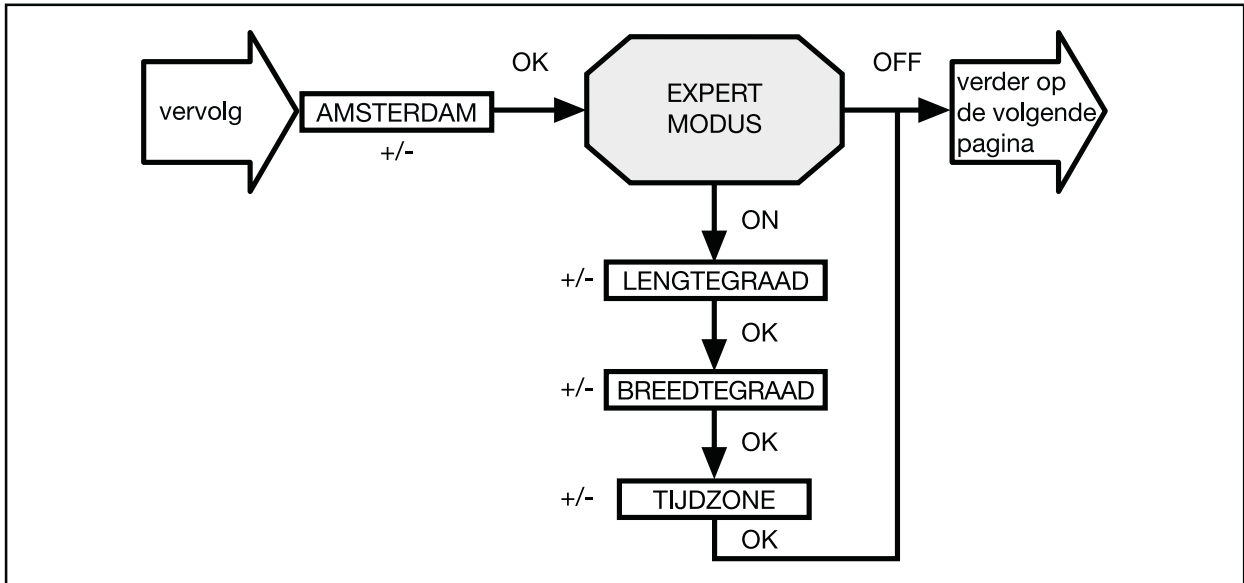 vervolg
AMSTERDAM
+/-
OK
EXPERT
MODUS
OFF
verder op
de volgende
pagina
ON
+/- LENGTEGRAAD
OK
+/- BREEDTEGRAAD
OK
+/- TIJDZONE
OK